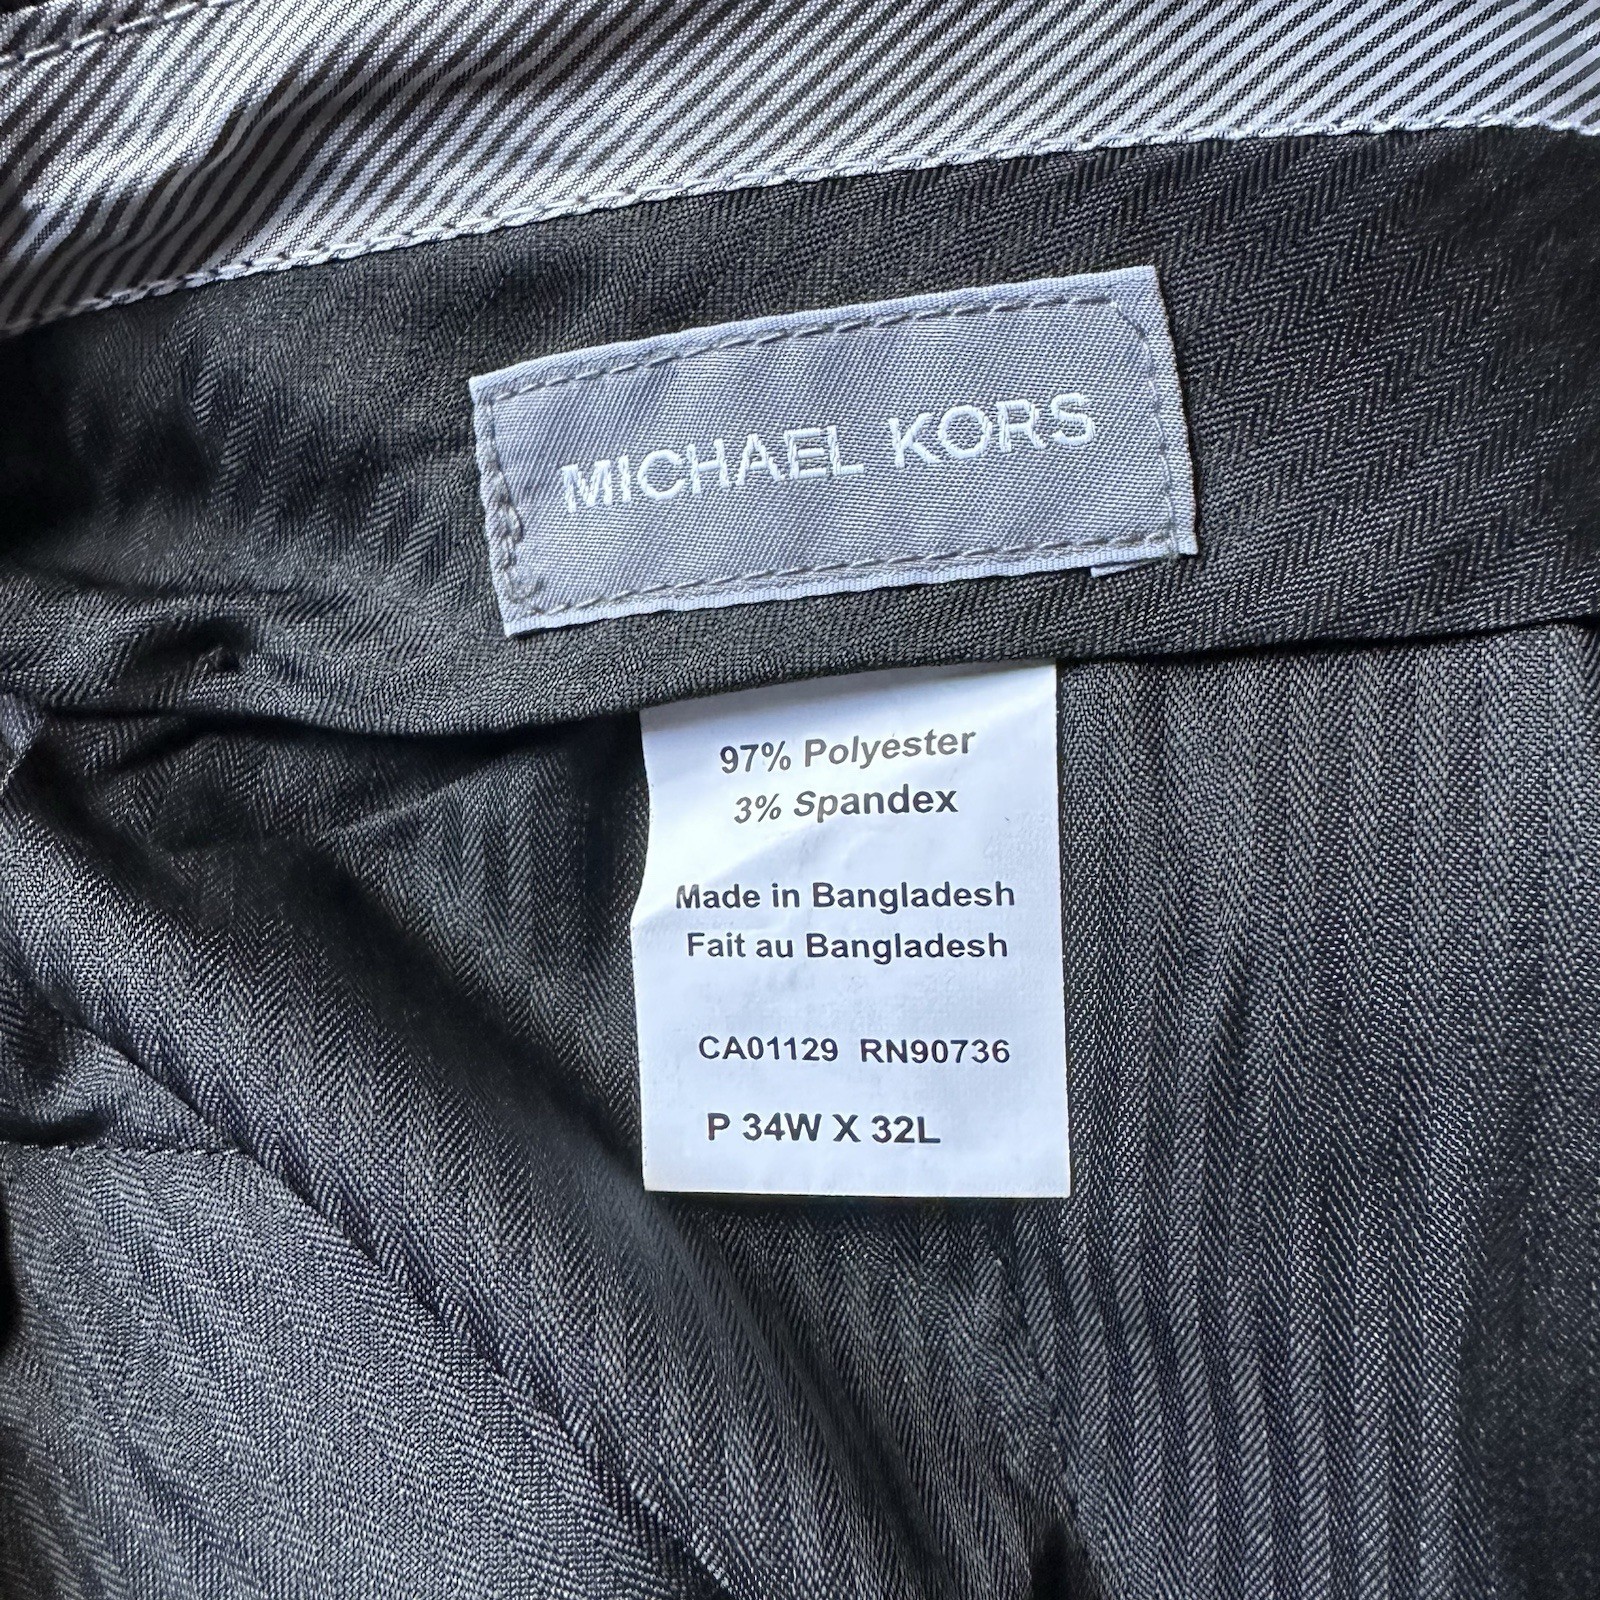 MICHAEL KORS
97% Polyester
3% Spandex
Made in Bangladesh
Fait au Bangladesh
CA01129 RN90736
P 34W X 32L